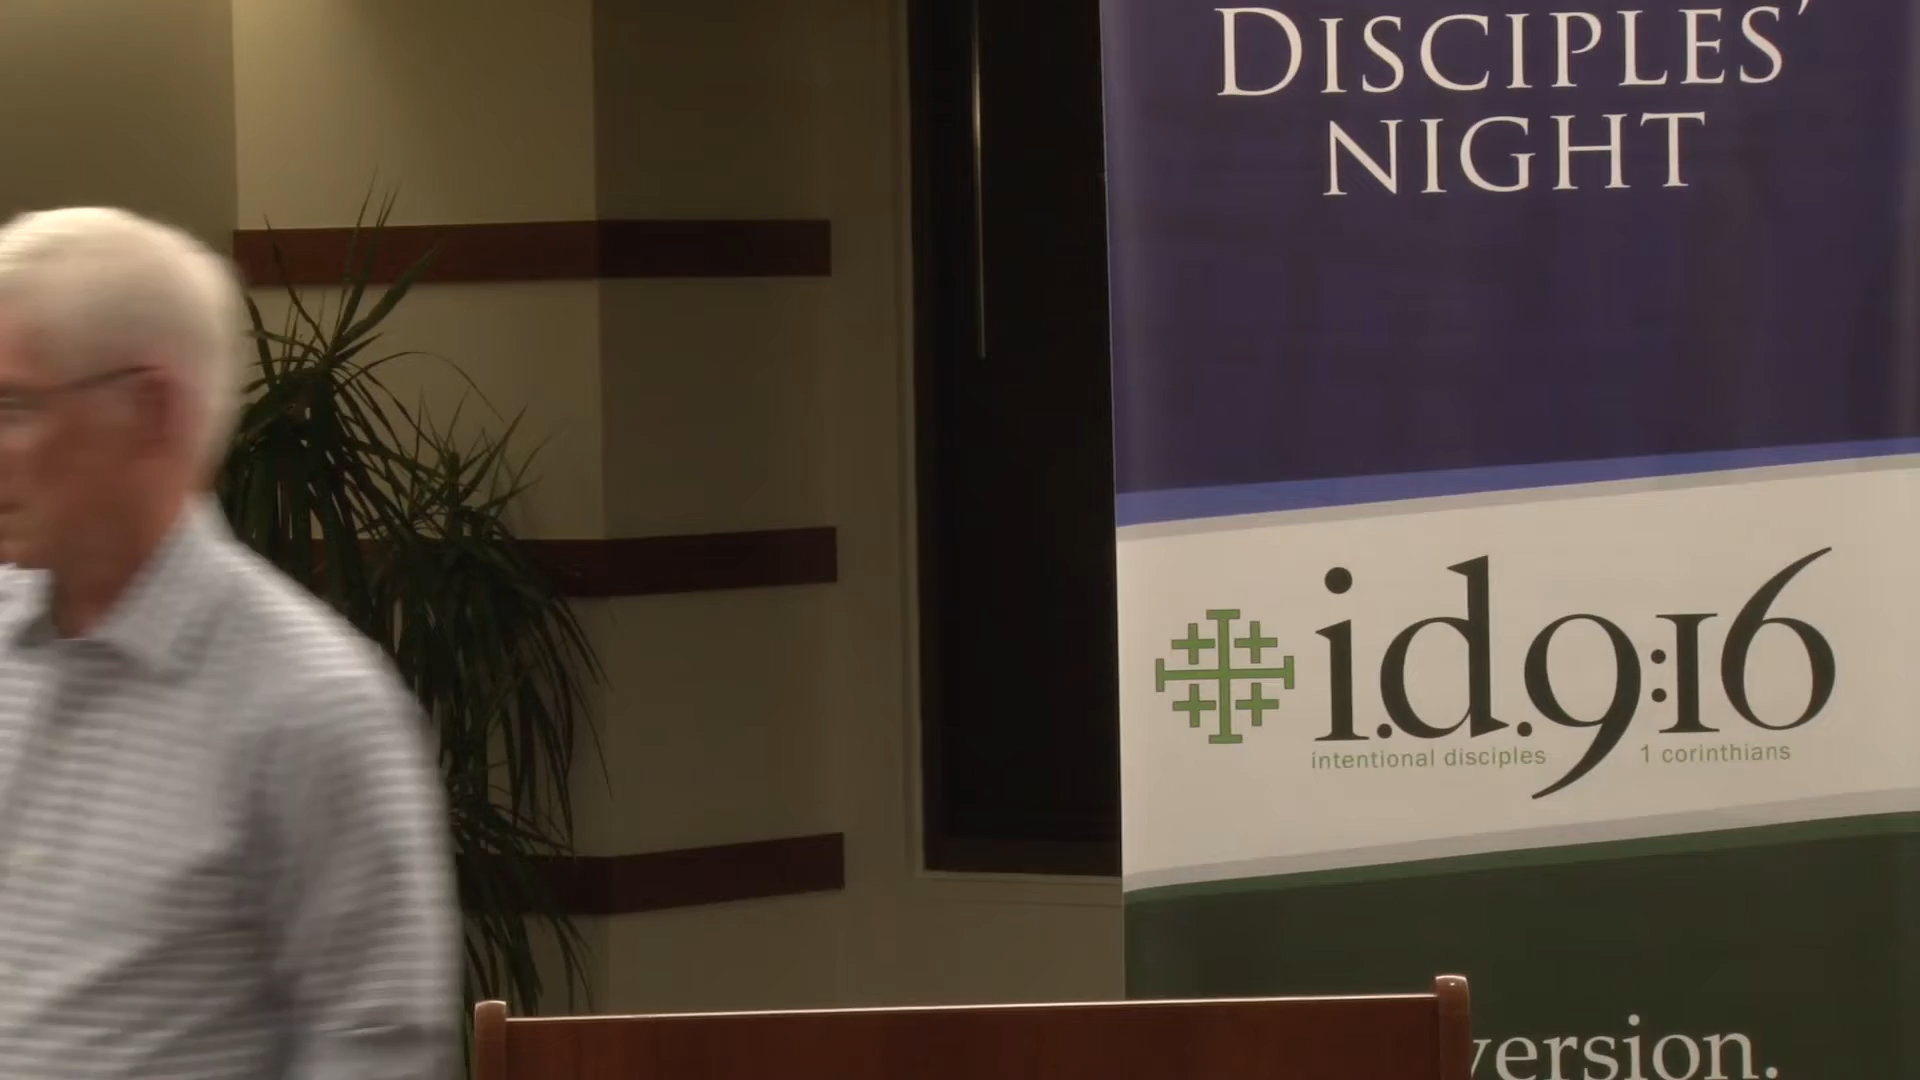 DISCIPLES'
NIGHT
i.d.9:16
intentional disciples 1 corinthians
version.